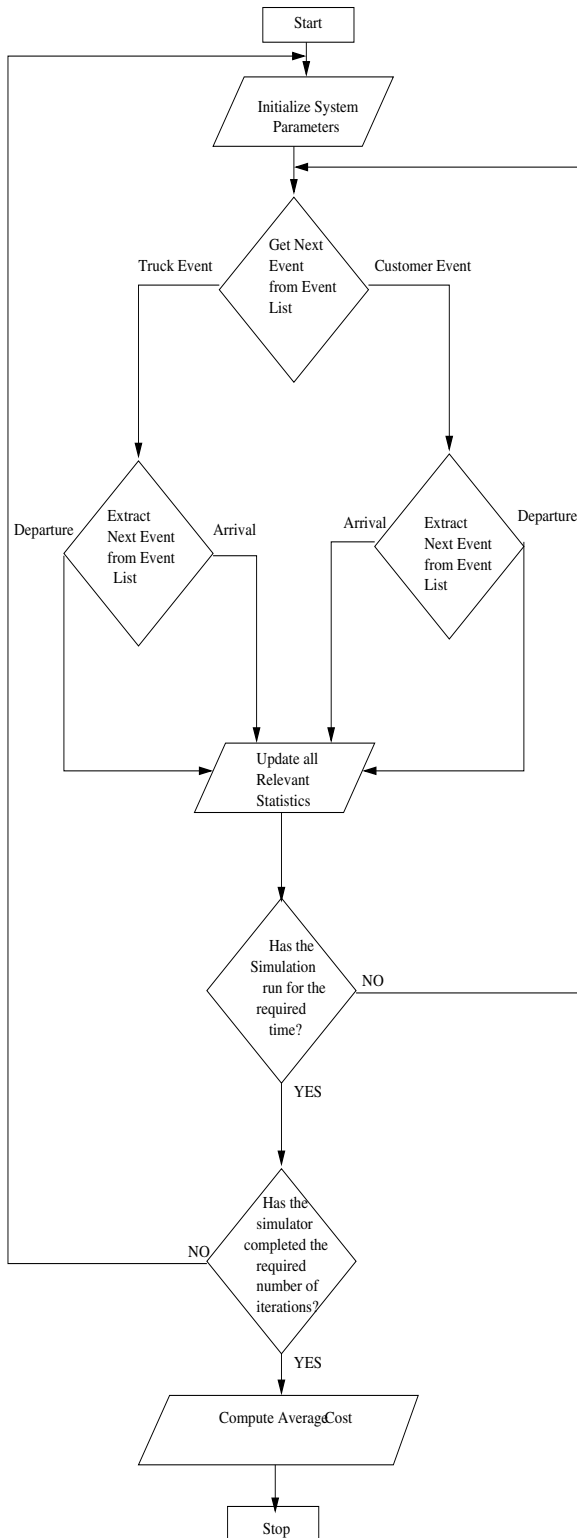 Start
Initialize System
Parameters
Get Next
Event
from Event
List
Truck Event
Customer Event
Departure
Extract
Next Event
from Event
List
Arrival
Arrival
Extract
Next Event
from Event
List
Departure
Update all
Relevant
Statistics
Has the
Simulation
run for the
required
time?
NO
YES
Has the
simulator
completed the
required
number of
iterations?
NO
YES
Compute Average Cost
Stop